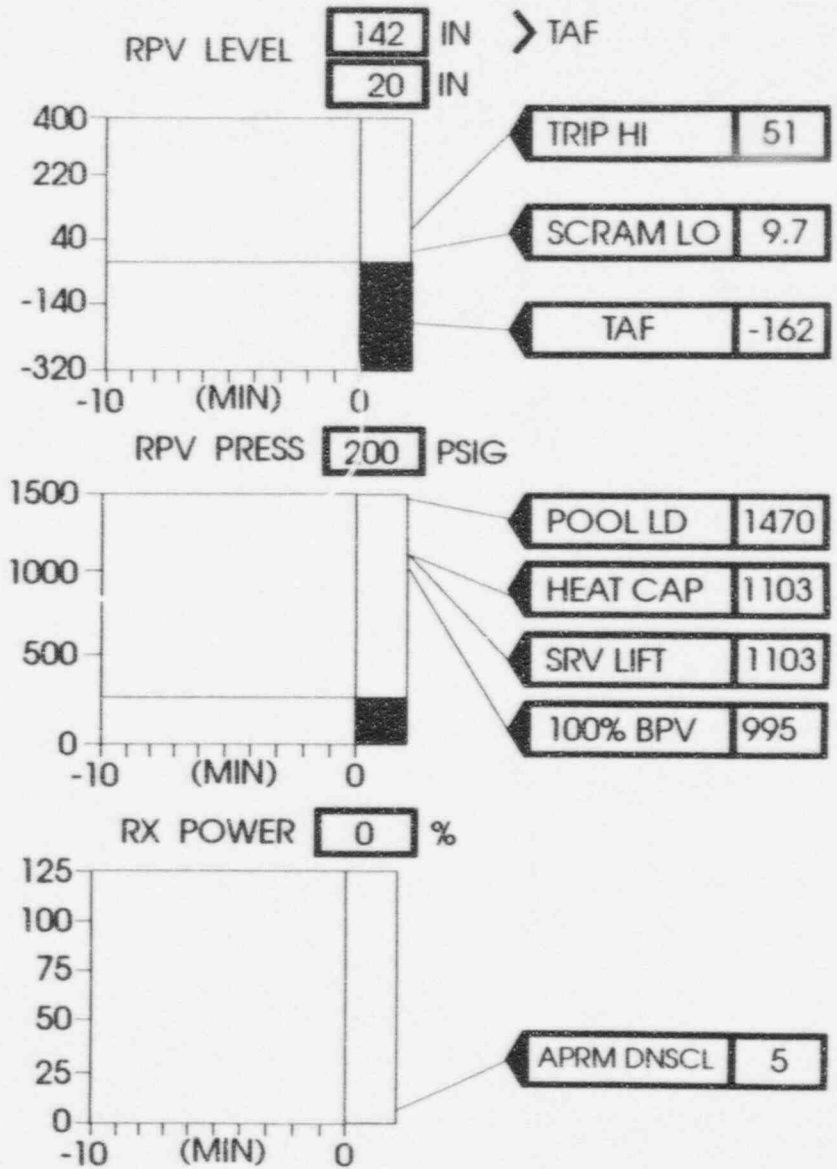 RPV LEVEL 142 IN > TAF
20 IN
400
220
40
-140
-320
-10 (MIN) 0
TRIP HI 51
SCRAM LO 9.7
TAF -162
RPV PRESS 200 PSIG
1500
1000
500
0
-10 (MIN) 0
POOL LD 1470
HEAT CAP 1103
SRV LIFT 1103
100% BPV 995
RX POWER 0 %
125
100
75
50
25
0
-10 (MIN) 0
APRM DNSCL 5